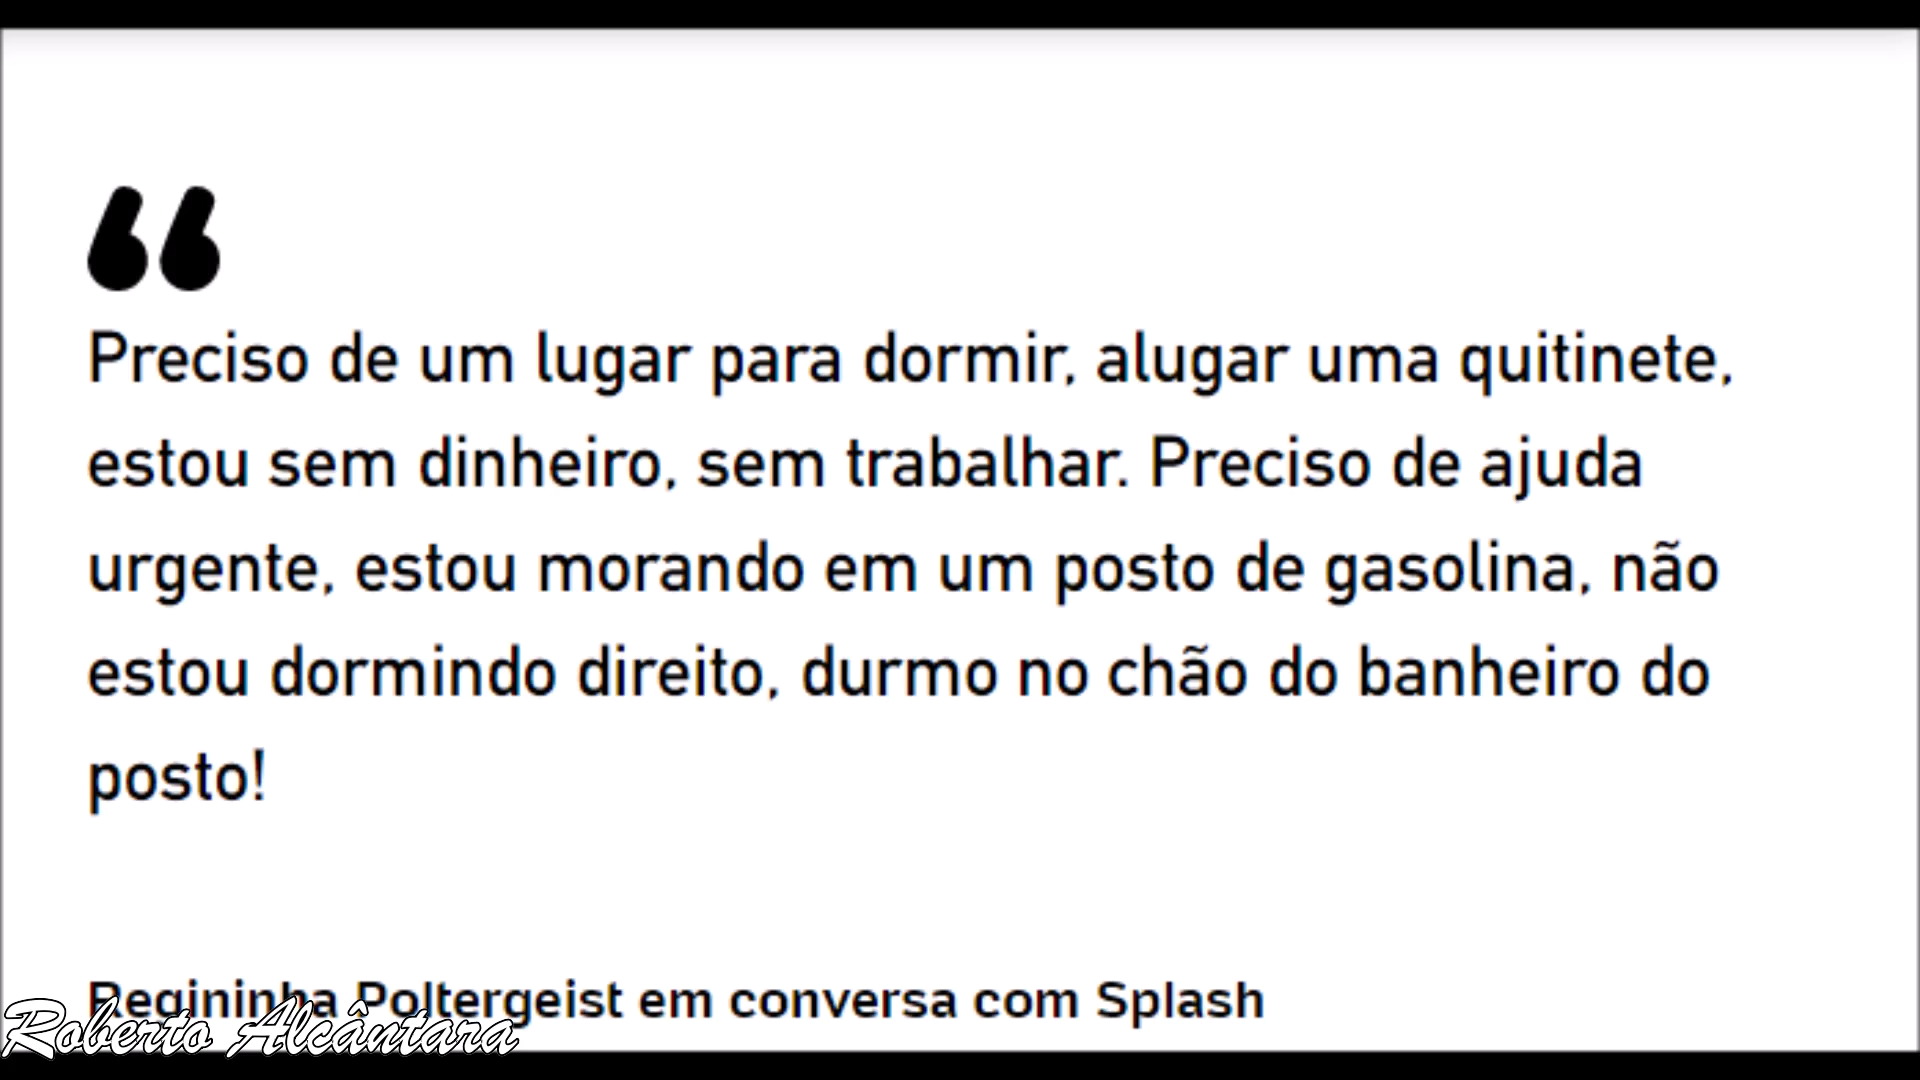 “
Preciso de um lugar para dormir, alugar uma quitinete,
estou sem dinheiro, sem trabalhar. Preciso de ajuda
urgente, estou morando em um posto de gasolina, não
estou dormindo direito, durmo no chão do banheiro do
posto!
Regininha Poltergeist em conversa com Splash
Roberto Alcântara